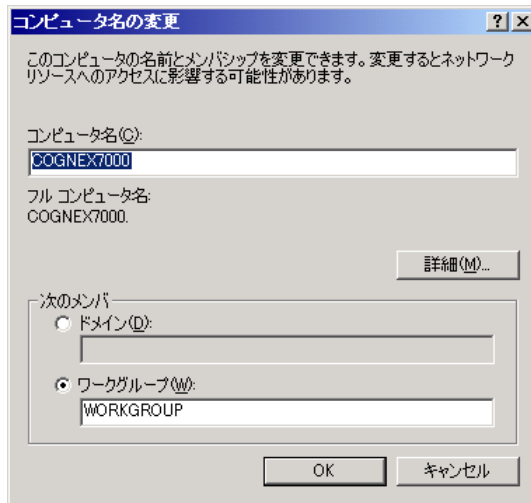 コンピュータ名の変更
このコンピュータの名前とメンバシップを変更できます。変更するとネットワーク
リソースへのアクセスに影響する可能性があります。
コンピュータ名(C):
COGNEX7000
フル コンピュータ名:
COGNEX7000.
詳細(M)...
次のメンバ
ドメイン(D):
ワークグループ(W):
WORKGROUP
OK キャンセル